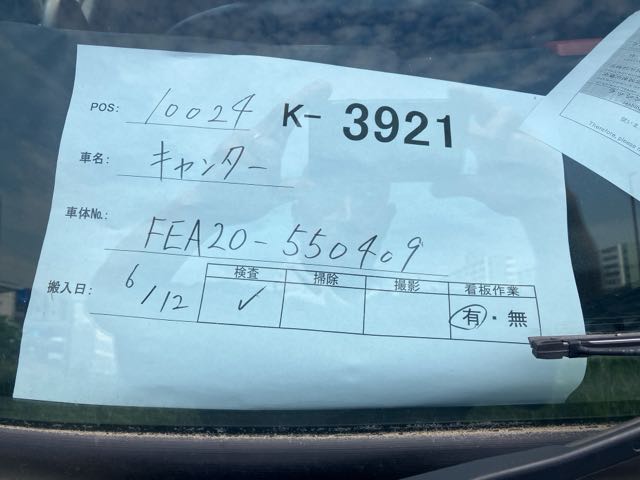 POS: 10024 K- 3921
車名: キャンター
車体No.: FEA20-550409
搬入日: 6/12
検査 掃除 撮影 看板作業
✓ 有・無
Therefore, please